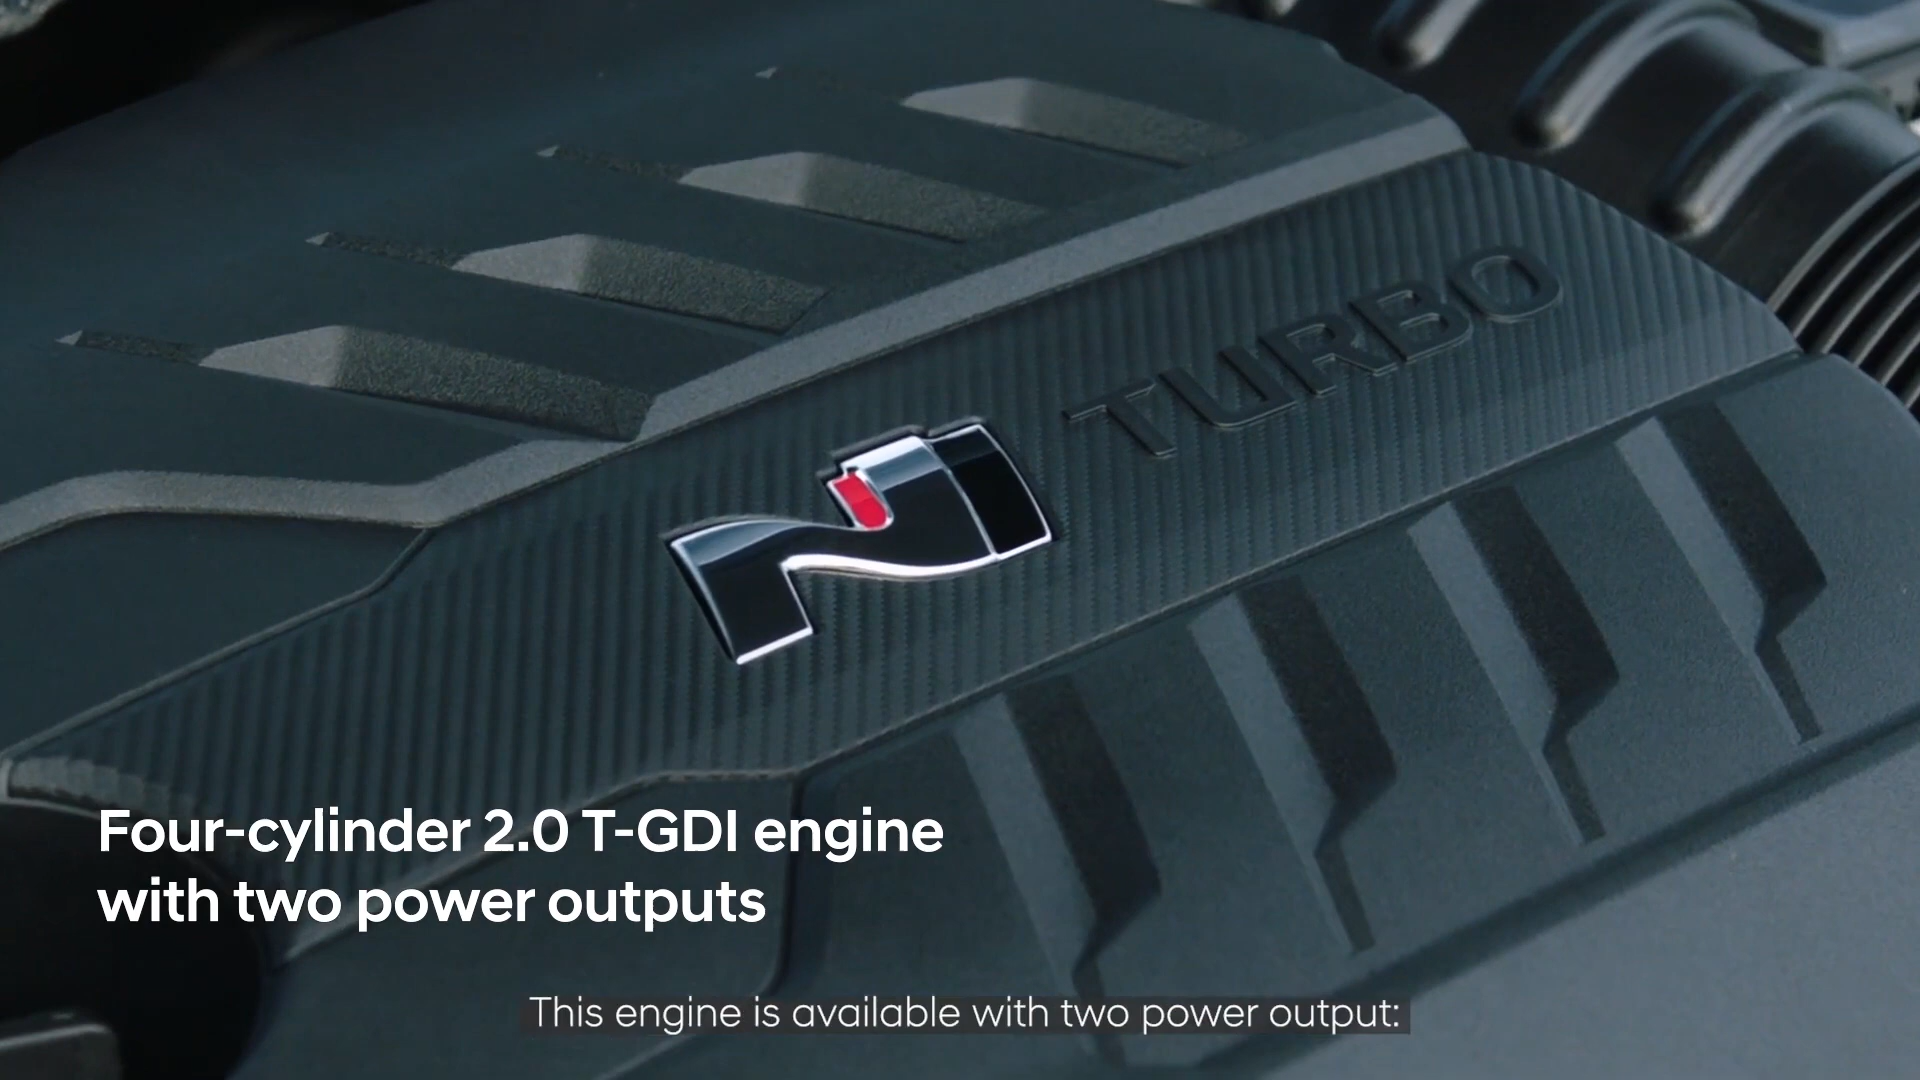 N TURBO
Four-cylinder 2.0 T-GDI engine
with two power outputs
This engine is available with two power output: